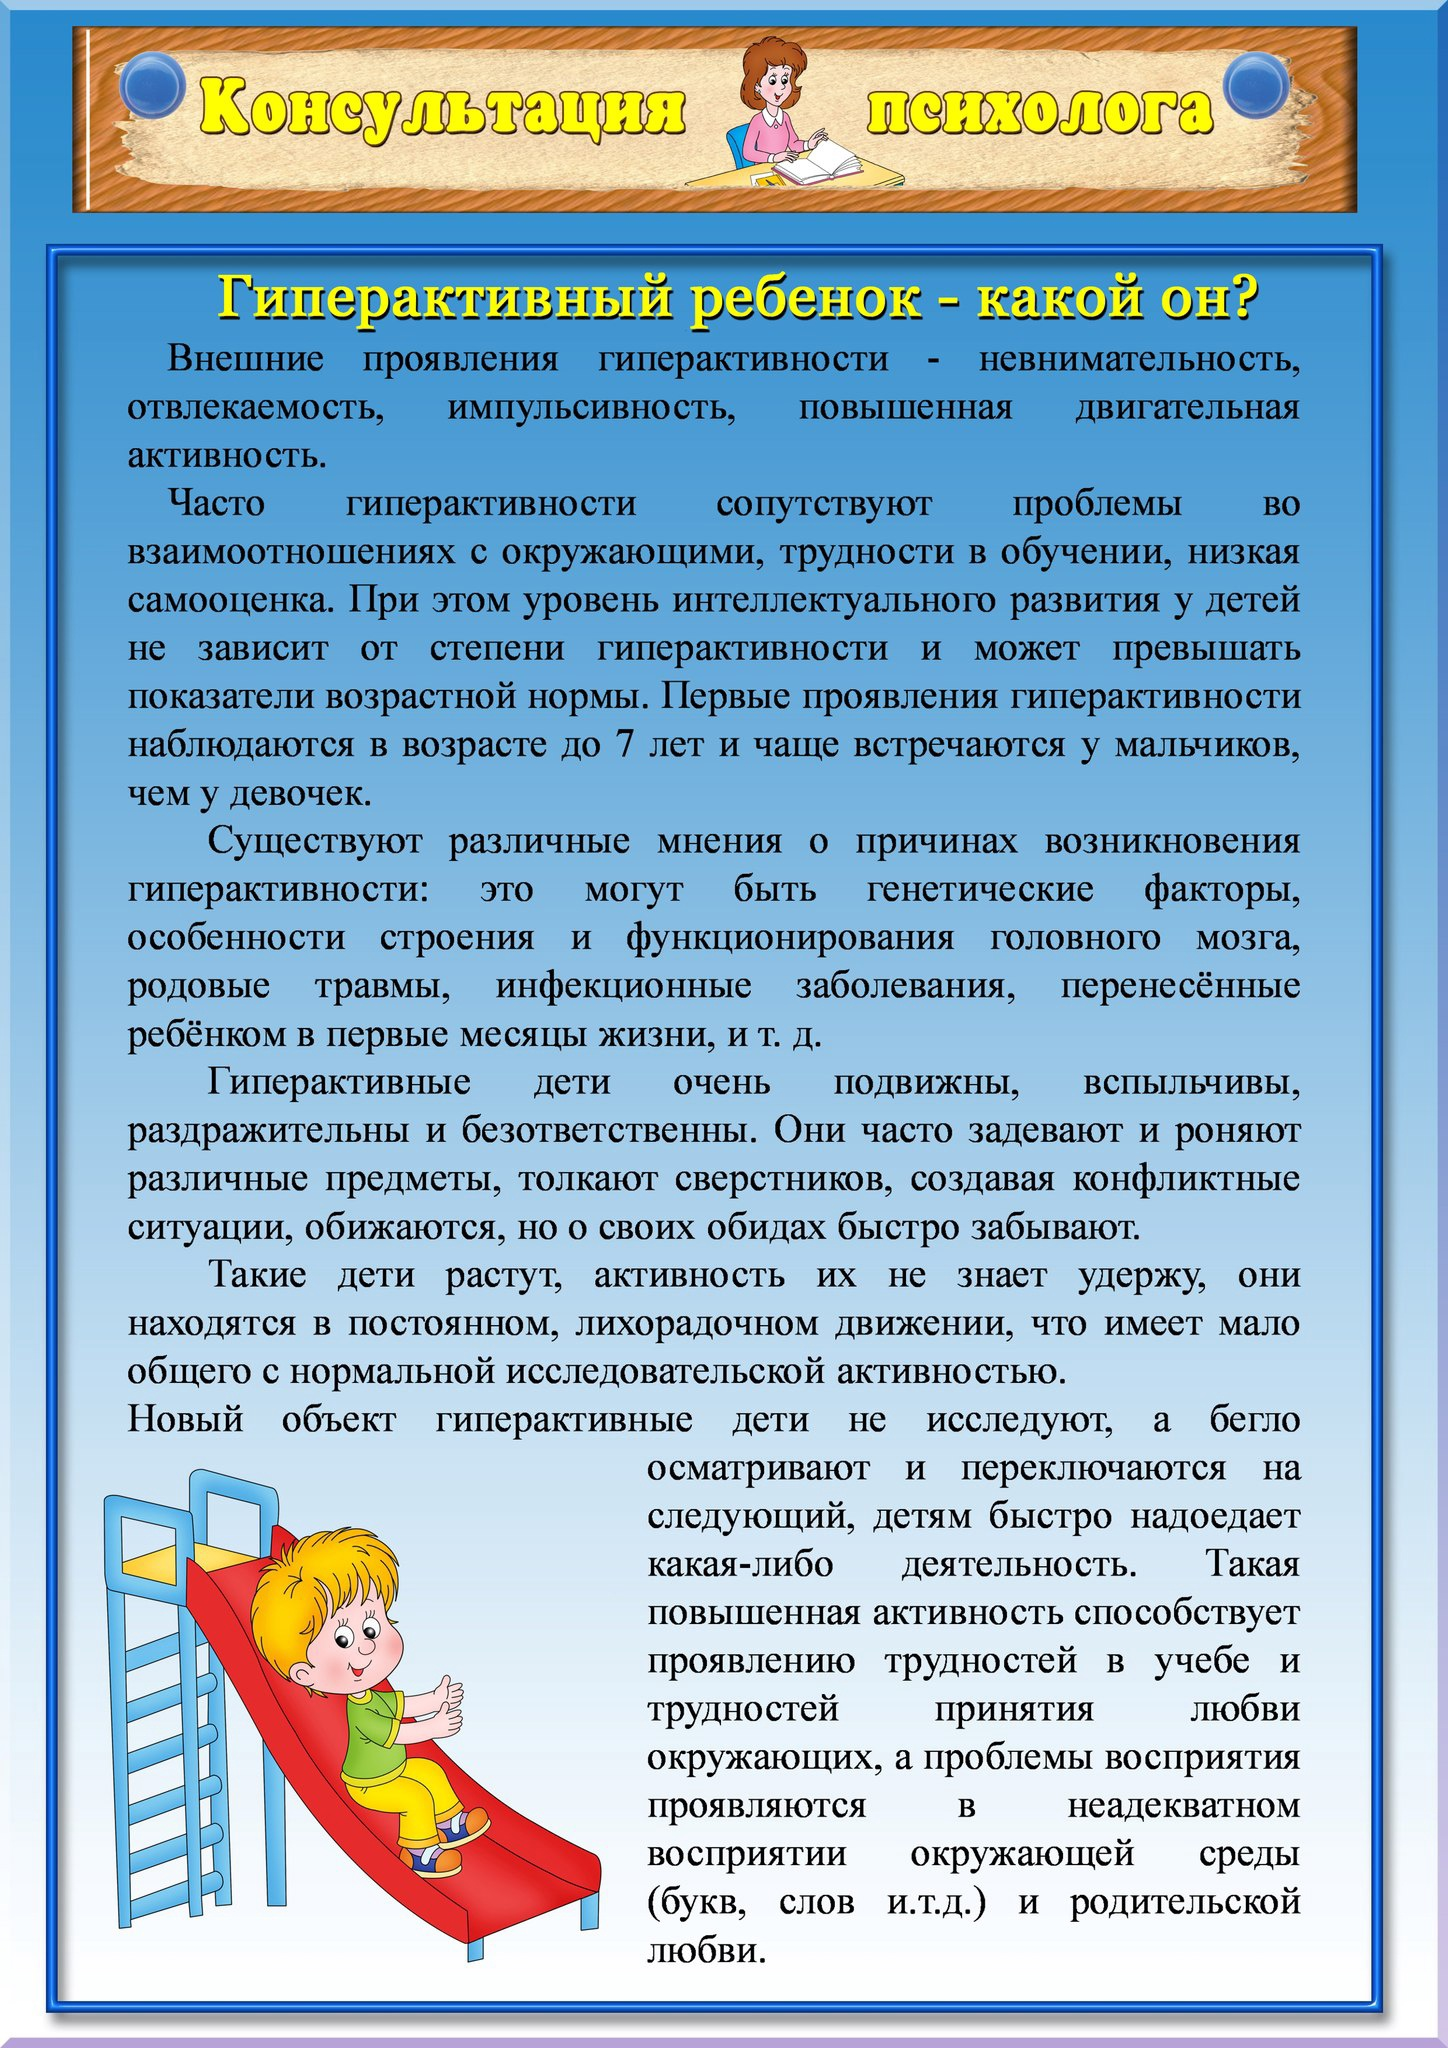 Консультация психолога
Гиперактивный ребенок - какой он?
Внешние проявления гиперактивности - невнимательность,
отвлекаемость, импульсивность, повышенная двигательная
активность.
Часто гиперактивности сопутствуют проблемы во
взаимоотношениях с окружающими, трудности в обучении, низкая
самооценка. При этом уровень интеллектуального развития у детей
не зависит от степени гиперактивности и может превышать
показатели возрастной нормы. Первые проявления гиперактивности
наблюдаются в возрасте до 7 лет и чаще встречаются у мальчиков,
чем у девочек.
Существуют различные мнения о причинах возникновения
гиперактивности: это могут быть генетические факторы,
особенности строения и функционирования головного мозга,
родовые травмы, инфекционные заболевания, перенесённые
ребёнком в первые месяцы жизни, и т. д.
Гиперактивные дети очень подвижны, вспыльчивы,
раздражительны и безответственны. Они часто задевают и роняют
различные предметы, толкают сверстников, создавая конфликтные
ситуации, обижаются, но о своих обидах быстро забывают.
Такие дети растут, активность их не знает удержу, они
находятся в постоянном, лихорадочном движении, что имеет мало
общего с нормальной исследовательской активностью.
Новый объект гиперактивные дети не исследуют, а бегло
осматривают и переключаются на
следующий, детям быстро надоедает
какая-либо деятельность. Такая
повышенная активность способствует
проявлению трудностей в учебе и
трудностей принятия любви
окружающих, а проблемы восприятия
проявляются в неадекватном
восприятии окружающей среды
(букв, слов и.т.д.) и родительской
любви.